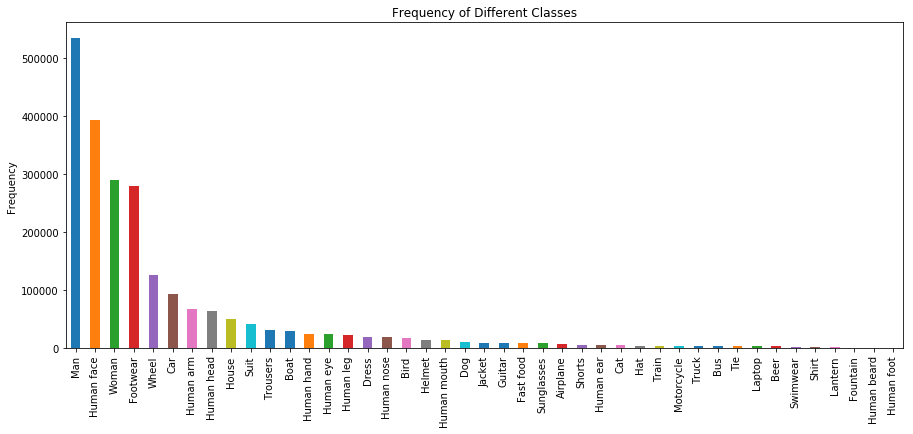 Frequency of Different Classes
Frequency
500000
400000
300000
200000
100000
0
Man
Human face
Woman
Footwear
Wheel
Car
Human arm
Human head
House
Suit
Trousers
Boat
Human hand
Human eye
Human leg
Dress
Human nose
Bird
Helmet
Human mouth
Dog
Jacket
Guitar
Fast food
Sunglasses
Airplane
Shorts
Human ear
Cat
Hat
Train
Motorcycle
Truck
Bus
Tie
Laptop
Beer
Swimwear
Shirt
Lantern
Fountain
Human beard
Human foot